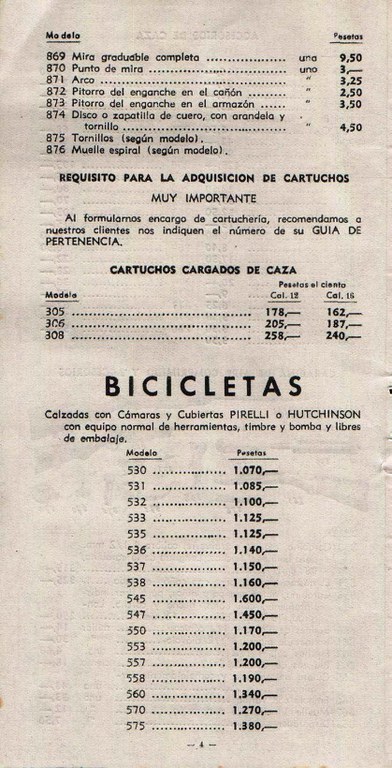 Modelo Pesetas
869 Mira graduable completa .................. una 9,50
870 Punto de mira .............................. uno 3,—
871 Arco .......................................... " 3,25
872 Pitorro del enganche en el cañón ......... " 2,50
873 Pitorro del enganche en el armazón ...... " 3,50
874 Disco o zapatilla de cuero, con arandela y
tornillo .................................... " 4,50
875 Tornillos (según modelo).
876 Muelle espiral (según modelo).
REQUISITO PARA LA ADQUISICION DE CARTUCHOS
MUY IMPORTANTE
Al formularnos encargo de cartuchería, recomendamos a
nuestros clientes nos indiquen el número de su GUIA DE
PERTENENCIA.
CARTUCHOS CARGADOS DE CAZA
Pesetas el ciento
Modelo Cal. 12 Cal. 16
305 ............................................. 178,— 162,—
306 ............................................. 205,— 187,—
308 ............................................. 258,— 240,—
BICICLETAS
Calzadas con Cámaras y Cubiertas PIRELLI o HUTCHINSON
con equipo normal de herramientas, timbre y bomba y libres
de embalaje.
Modelo Pesetas
530 .................. 1.070,—
531 .................. 1.085,—
532 .................. 1.100,—
533 .................. 1.125,—
535 .................. 1.125,—
536 .................. 1.140,—
537 .................. 1.150,—
538 .................. 1.160,—
545 .................. 1.600,—
547 .................. 1.450,—
550 .................. 1.170,—
553 .................. 1.200,—
557 .................. 1.200,—
558 .................. 1.190,—
560 .................. 1.340,—
570 .................. 1.270,—
575 .................. 1.380,—
— 4 —